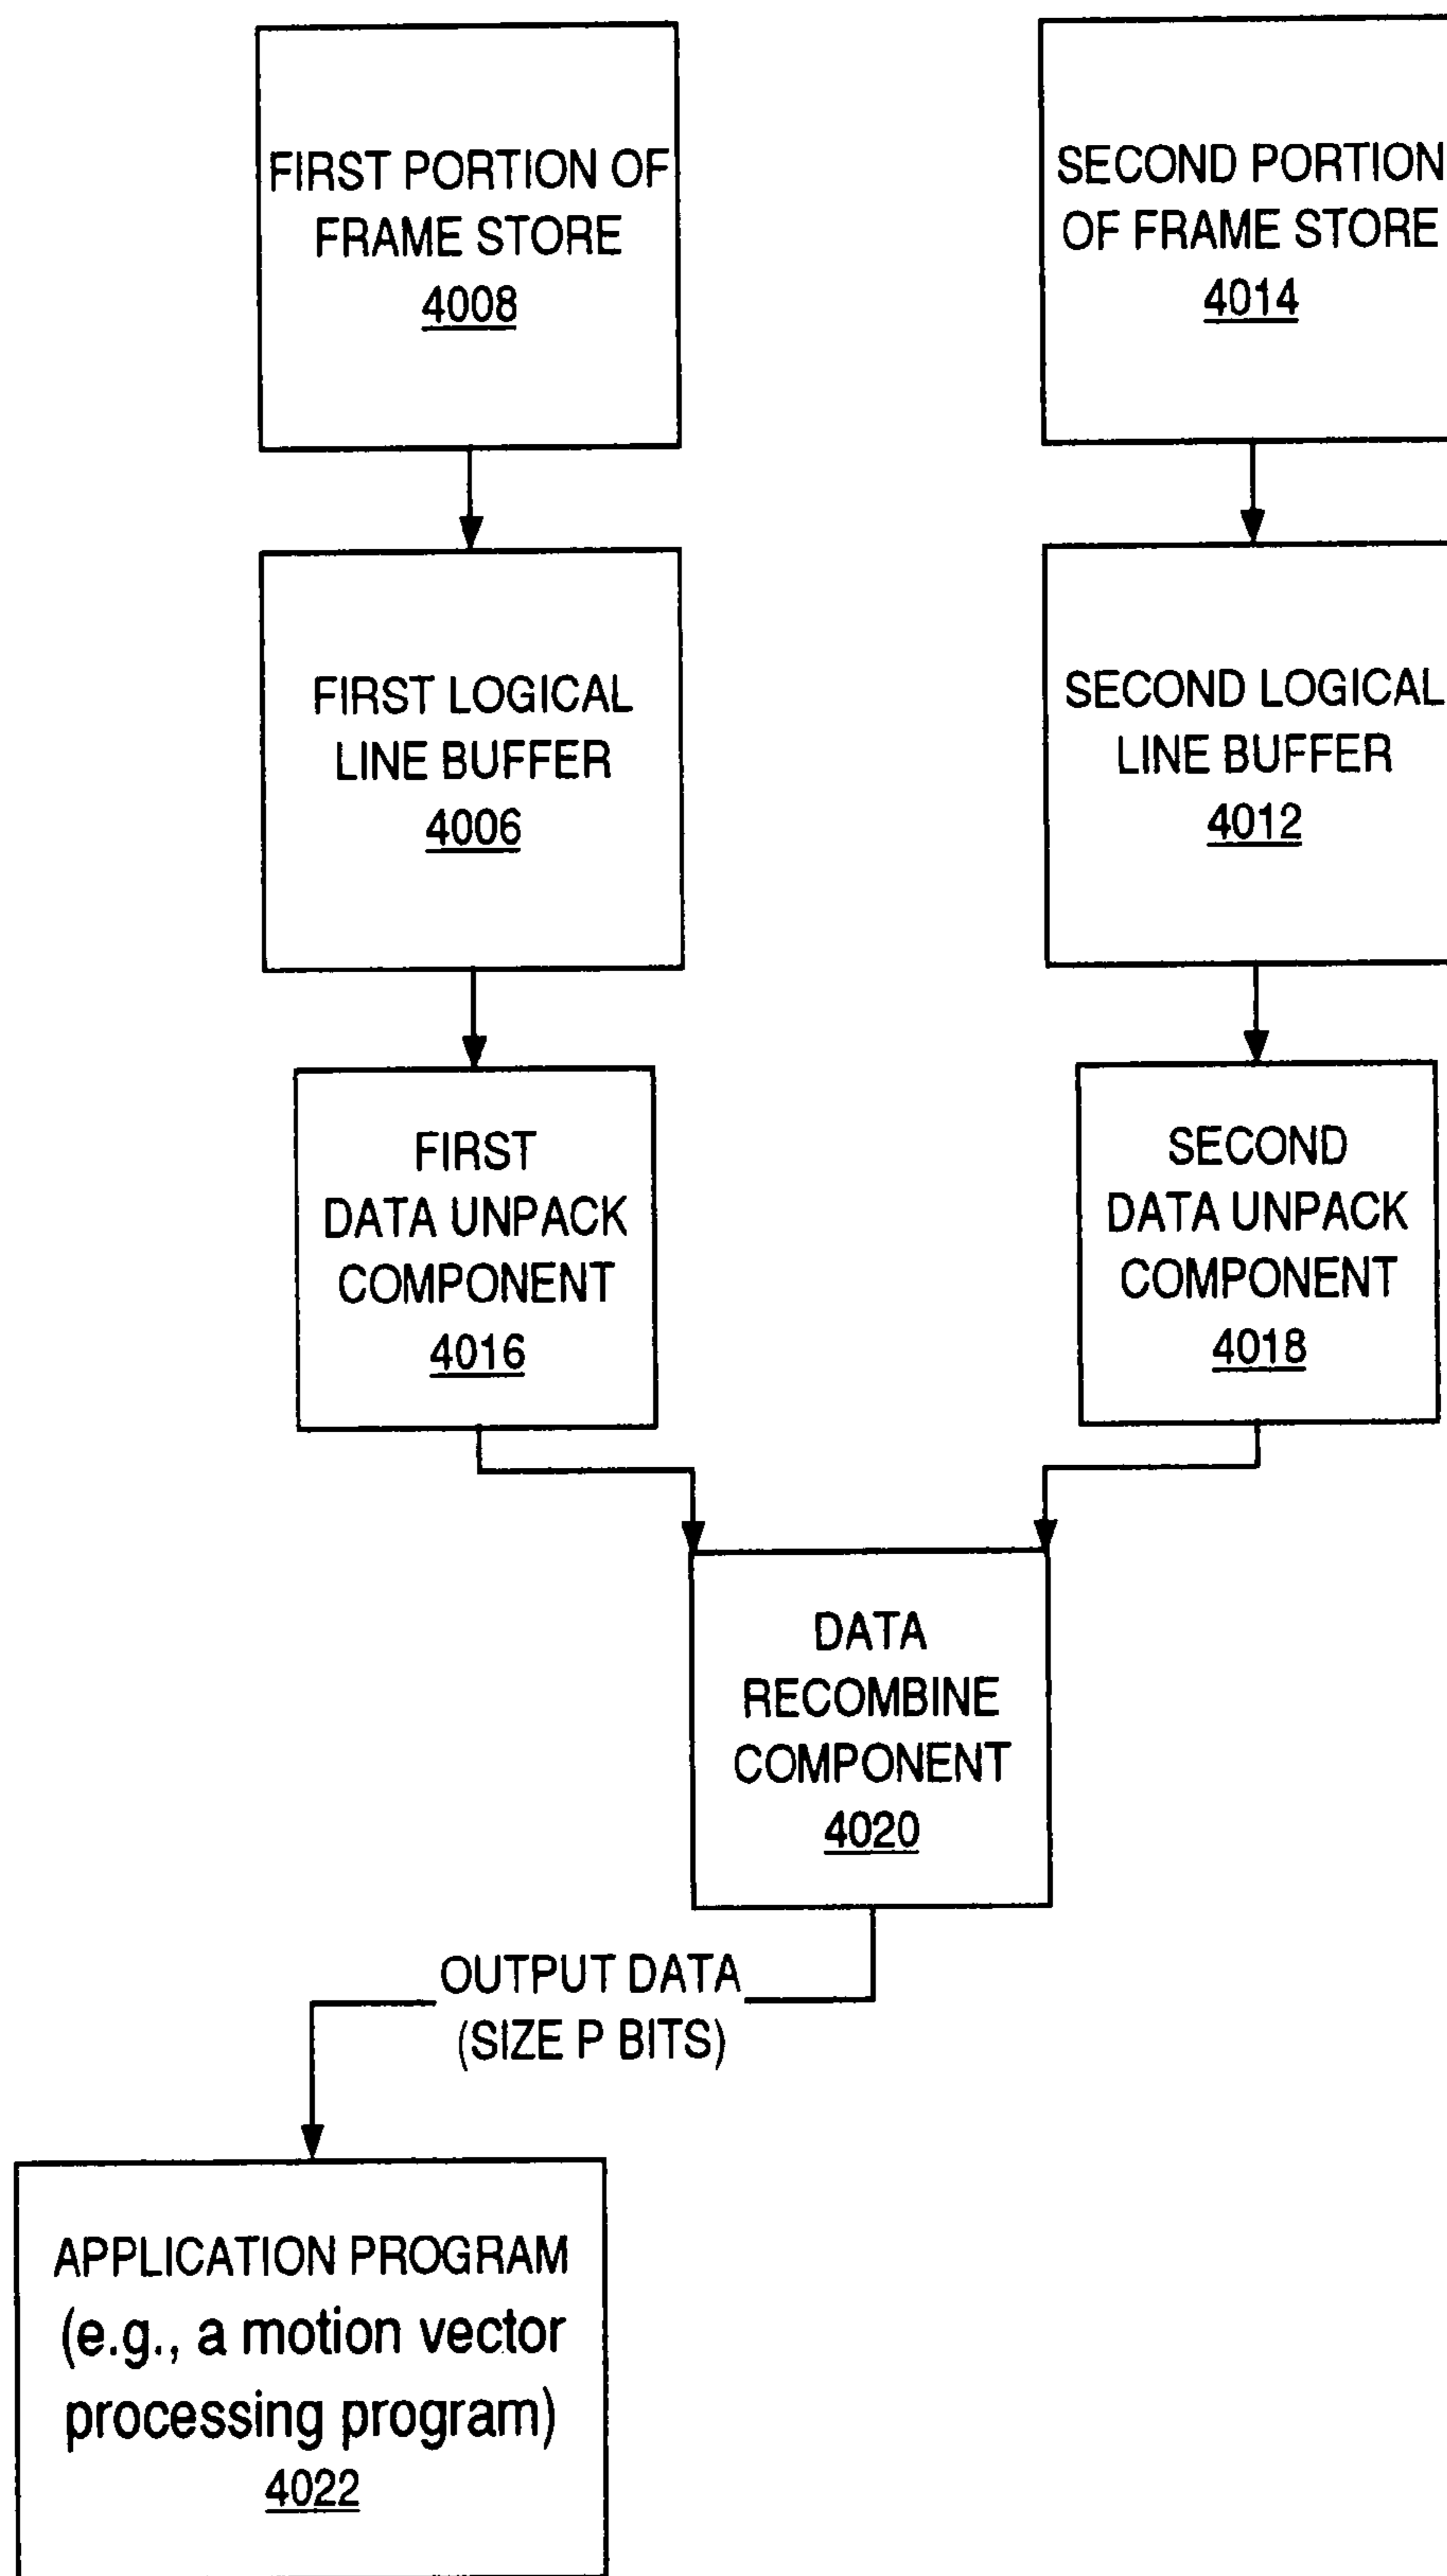 FIRST PORTION OF
FRAME STORE
4008
SECOND PORTION
OF FRAME STORE
4014
FIRST LOGICAL
LINE BUFFER
4006
SECOND LOGICAL
LINE BUFFER
4012
FIRST
DATA UNPACK
COMPONENT
4016
SECOND
DATA UNPACK
COMPONENT
4018
DATA
RECOMBINE
COMPONENT
4020
OUTPUT DATA
(SIZE P BITS)
APPLICATION PROGRAM
(e.g., a motion vector
processing program)
4022